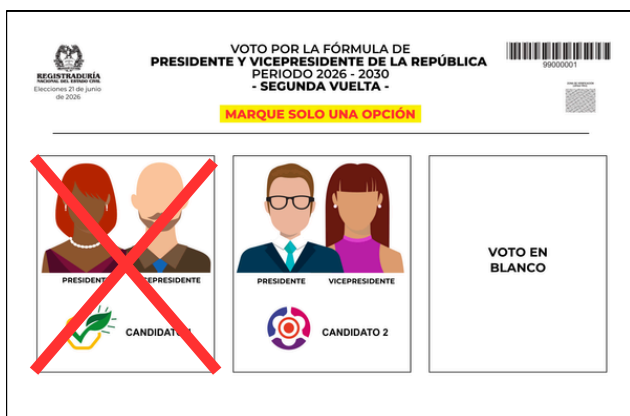 VOTO POR LA FÓRMULA DE
PRESIDENTE Y VICEPRESIDENTE DE LA REPÚBLICA
PERIODO 2026 - 2030
- SEGUNDA VUELTA -
MARQUE SOLO UNA OPCIÓN
REGISTRADURÍA
NACIONAL DEL ESTADO CIVIL
Elecciones 21 de junio
de 2026
99000001
PRESIDENTE VICEPRESIDENTE
CANDIDATO 1
PRESIDENTE VICEPRESIDENTE
CANDIDATO 2
VOTO EN
BLANCO